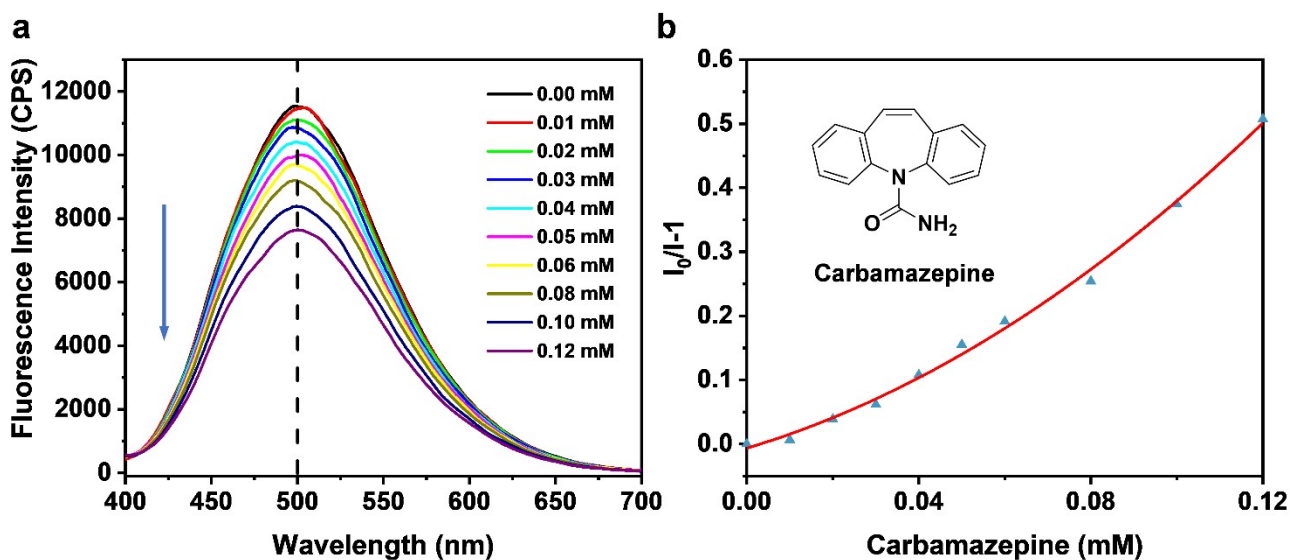 a
Fluorescence Intensity (CPS)
12000
10000
8000
6000
4000
2000
0
0.00 mM
0.01 mM
0.02 mM
0.03 mM
0.04 mM
0.05 mM
0.06 mM
0.08 mM
0.10 mM
0.12 mM
400 450 500 550 600 650 700
Wavelength (nm)
b
I₀/I-1
0.6
0.5
0.4
0.3
0.2
0.1
0.0
N
O
NH₂
Carbamazepine
0.00 0.04 0.08 0.12
Carbamazepine (mM)